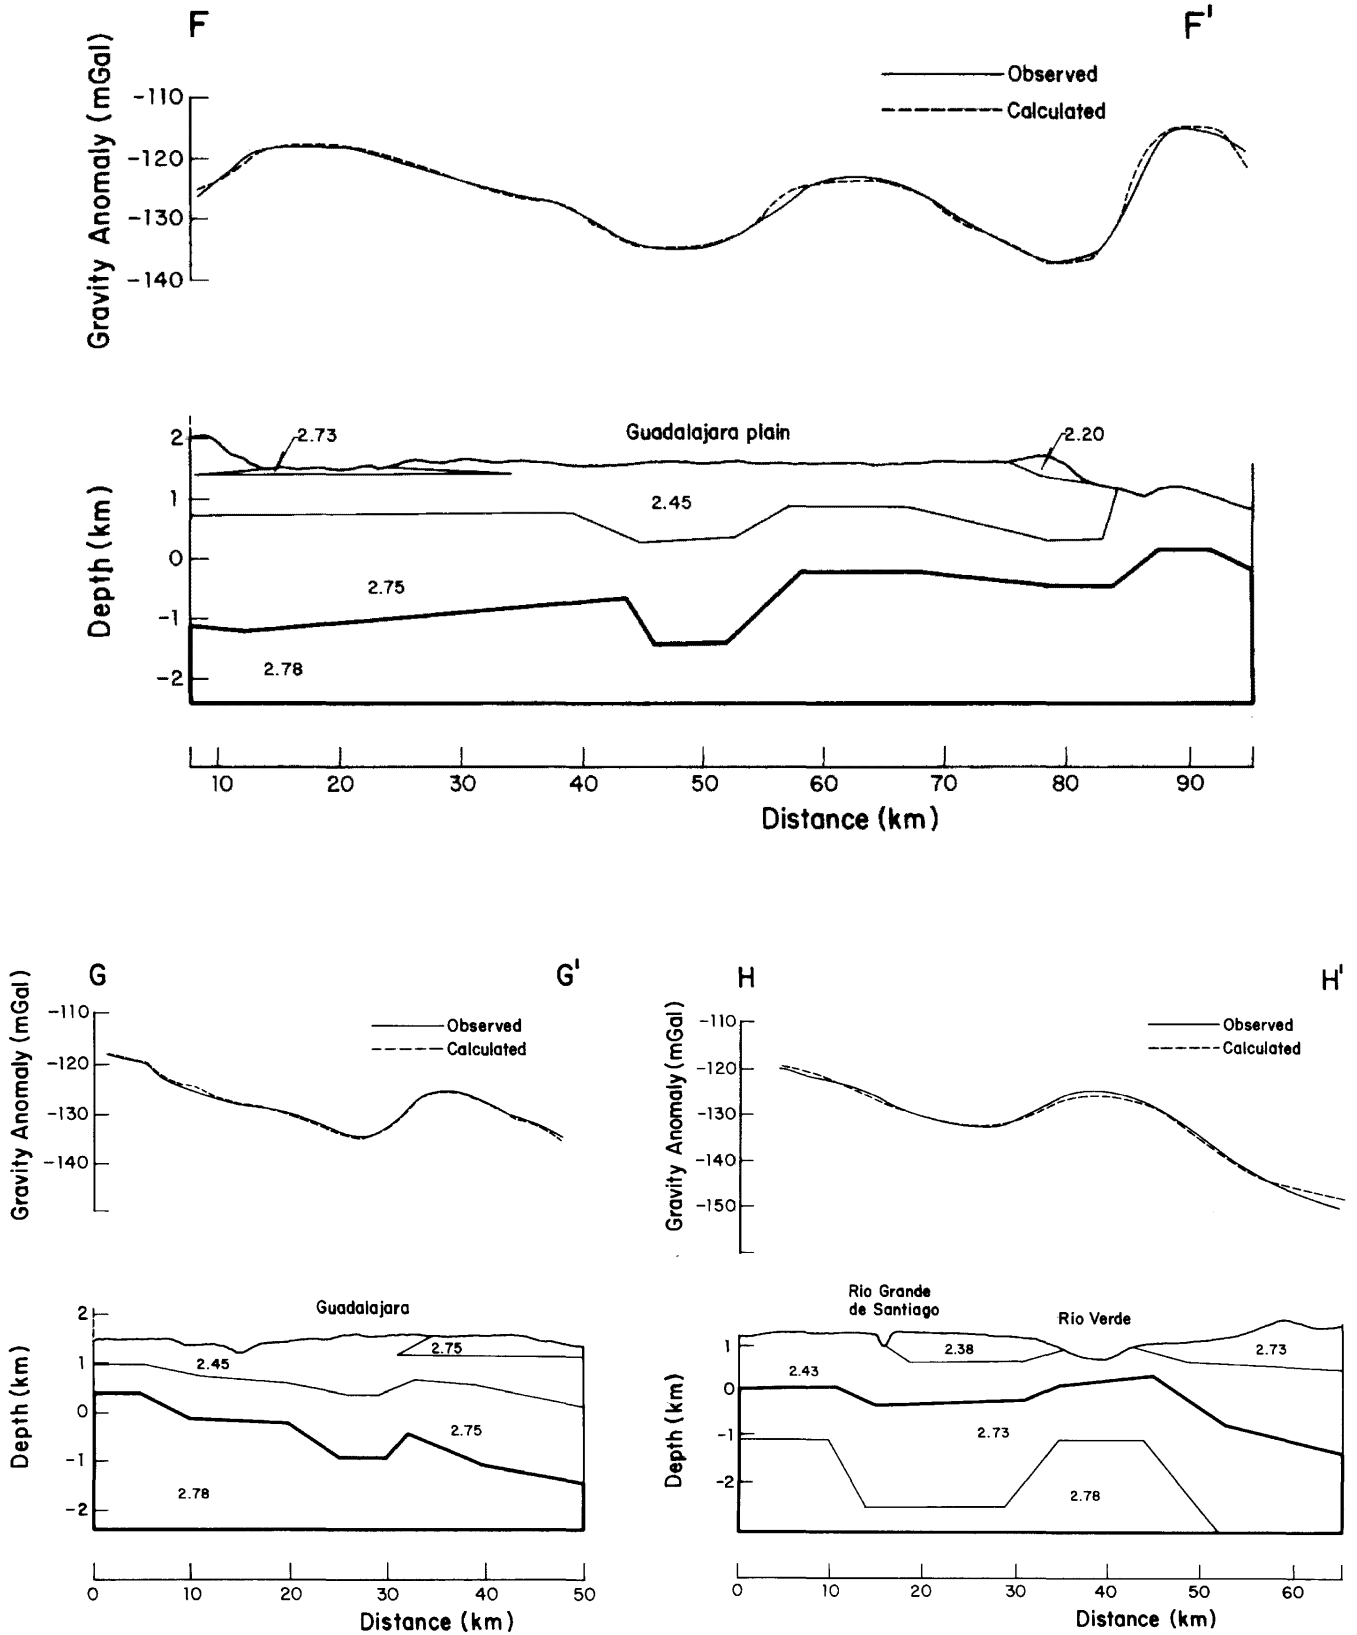 F F'
Gravity Anomaly (mGal)
-110
-120
-130
-140
Observed
Calculated
Depth (km)
2
1
0
-1
-2
2.73
Guadalajara plain
2.20
2.45
2.75
2.78
10 20 30 40 50 60 70 80 90
Distance (km)
G G'
Gravity Anomaly (mGal)
-110
-120
-130
-140
Observed
Calculated
Depth (km)
2
1
0
-1
-2
Guadalajara
2.45
2.75
2.75
2.78
0 10 20 30 40 50
Distance (km)
H H'
Gravity Anomaly (mGal)
-110
-120
-130
-140
-150
Observed
Calculated
Depth (km)
1
0
-1
-2
Rio Grande
de Santiago
Rio Verde
2.38
2.73
2.43
2.73
2.78
0 10 20 30 40 50 60
Distance (km)